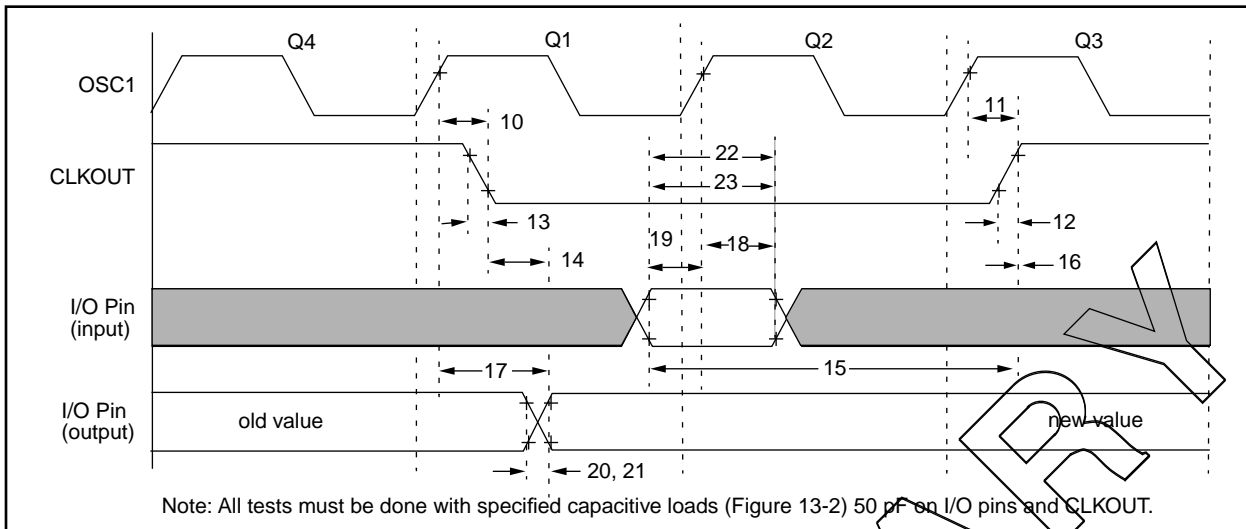 Q4 Q1 Q2 Q3
OSC1
10 11
22
CLKOUT
23
13 12
19 18
14 16
I/O Pin
(input)
17 15
I/O Pin
(output)
old value new value
20, 21
Note: All tests must be done with specified capacitive loads (Figure 13-2) 50 pF on I/O pins and CLKOUT.
R Y